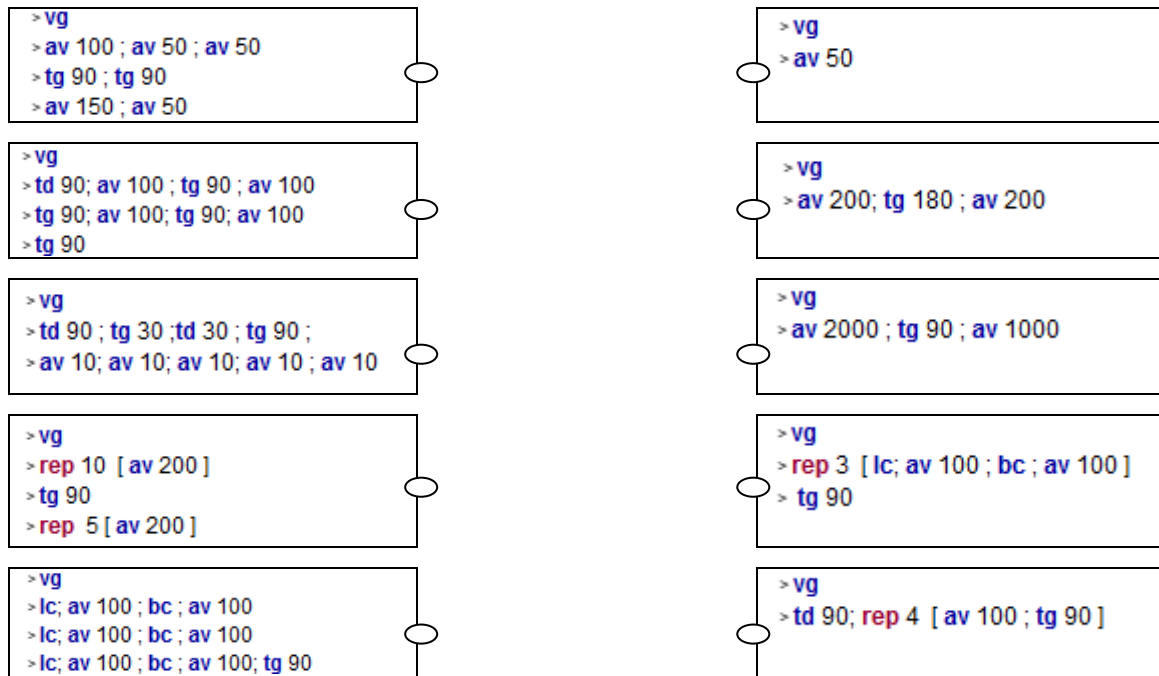 > vg
> av 100 ; av 50 ; av 50
> tg 90 ; tg 90
> av 150 ; av 50
> vg
> av 50
> vg
> td 90; av 100 ; tg 90 ; av 100
> tg 90; av 100; tg 90; av 100
> tg 90
> vg
> av 200; tg 180 ; av 200
> vg
> td 90 ; tg 30 ;td 30 ; tg 90 ;
> av 10; av 10; av 10; av 10 ; av 10
> vg
> av 2000 ; tg 90 ; av 1000
> vg
> rep 10 [ av 200 ]
> tg 90
> rep 5 [ av 200 ]
> vg
> rep 3 [ lc; av 100 ; bc ; av 100 ]
> tg 90
> vg
> lc; av 100 ; bc ; av 100
> lc; av 100 ; bc ; av 100
> lc; av 100 ; bc ; av 100; tg 90
> vg
> td 90; rep 4 [ av 100 ; tg 90 ]